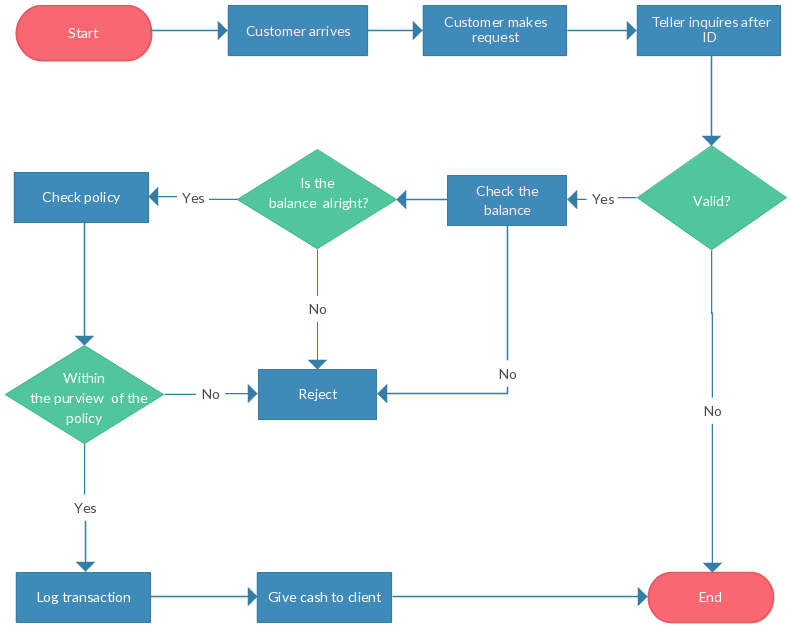 Start
Customer arrives
Customer makes
request
Teller inquires after
ID
Check policy
Yes
Is the
balance alright?
Check the
balance
Yes
Valid?
No
No
No
Within
the purview of the
policy
No
Reject
Yes
Log transaction
Give cash to client
End